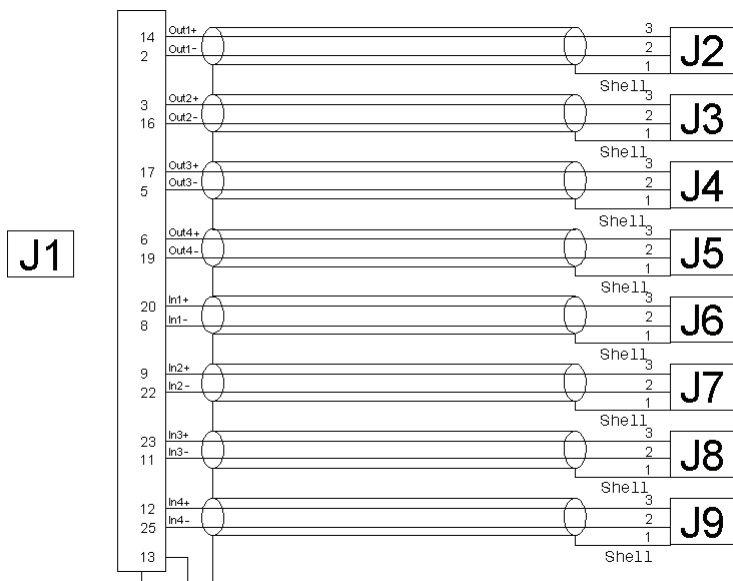 J1
14 Out1+ 3 J2
2 Out1- 2
1
Shell
3 Out2+ 3 J3
16 Out2- 2
1
Shell
17 Out3+ 3 J4
5 Out3- 2
1
Shell
6 Out4+ 3 J5
19 Out4- 2
1
Shell
20 In1+ 3 J6
8 In1- 2
1
Shell
9 In2+ 3 J7
22 In2- 2
1
Shell
23 In3+ 3 J8
11 In3- 2
1
Shell
12 In4+ 3 J9
25 In4- 2
1
Shell
13